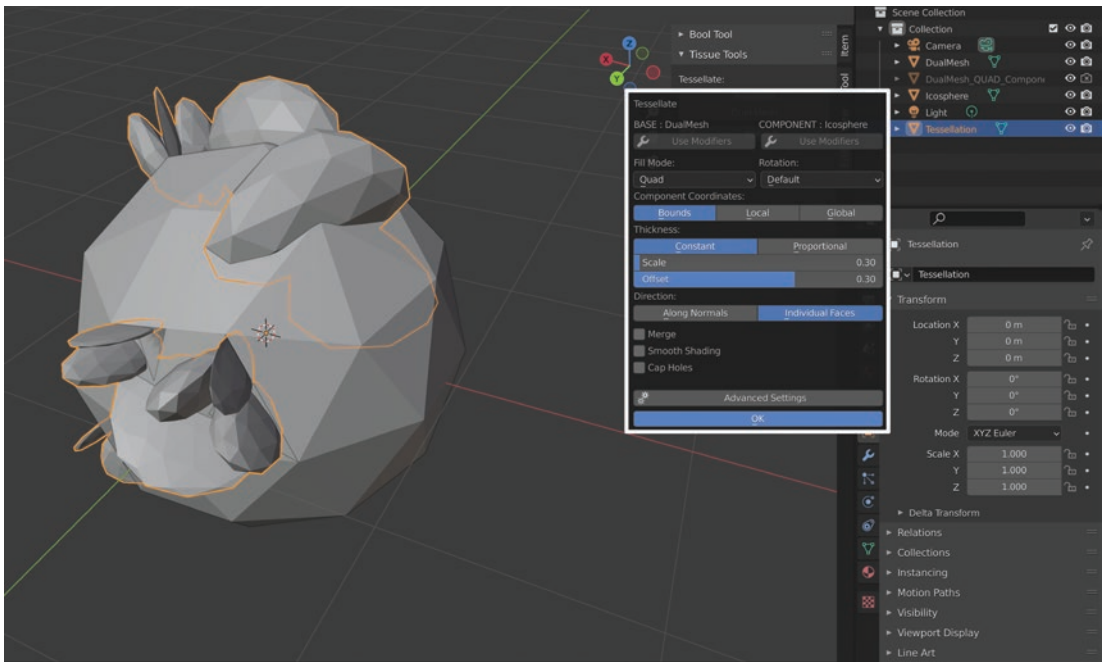 Bool Tool
Tissue Tools
Tessellate:
Item
Tool
Z
X
Y
Tessellate
BASE : DualMesh COMPONENT : Icosphere
Use Modifiers Use Modifiers
Fill Mode: Rotation:
Quad Default
Component Coordinates:
Bounds Local Global
Thickness:
Constant Proportional
Scale 0.30
Offset 0.30
Direction:
Along Normals Individual Faces
Merge
Smooth Shading
Cap Holes
Advanced Settings
OK
Scene Collection
Collection
Camera
DualMesh
DualMesh_QUAD_Compone
Icosphere
Light
Tessellation
Tessellation
Tessellation
Transform
Location X 0 m
Y 0 m
Z 0 m
Rotation X 0°
Y 0°
Z 0°
Mode XYZ Euler
Scale X 1.000
Y 1.000
Z 1.000
Delta Transform
Relations
Collections
Instancing
Motion Paths
Visibility
Viewport Display
Line Art